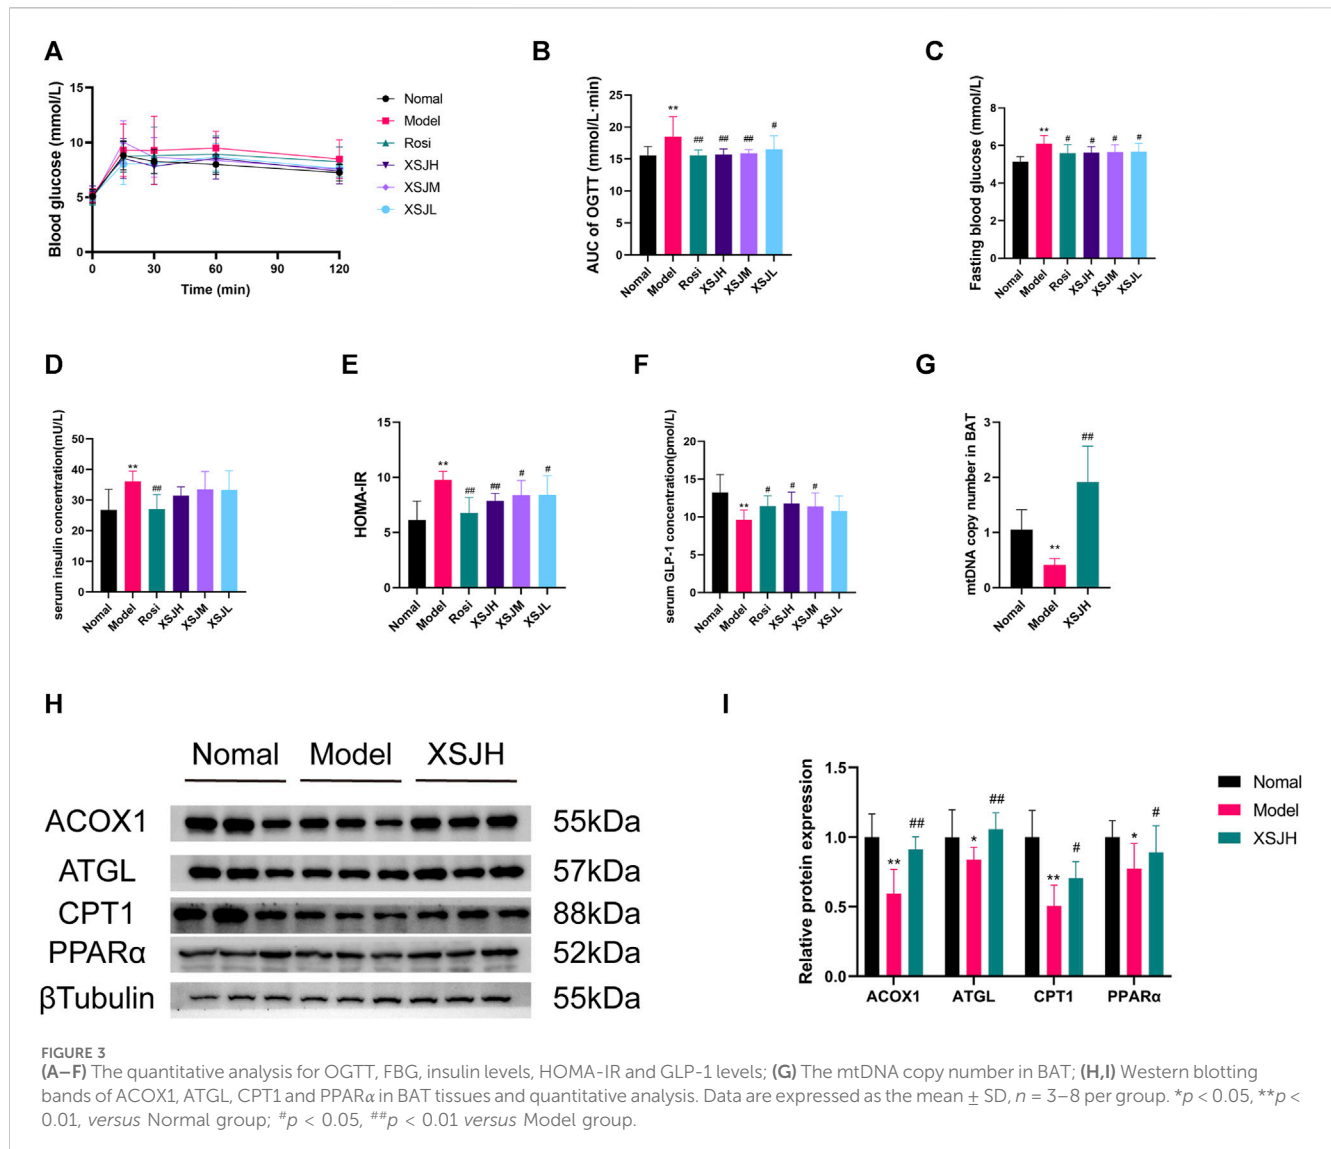 A
Blood glucose (mmol/L)
15
10
5
0
0 30 60 90 120
Time (min)
Nomal
Model
Rosi
XSJH
XSJM
XSJL
B
AUC of OGTT (mmol/L·min)
25
20
15
10
5
0
** ## ## ## #
Nomal Model Rosi XSJH XSJM XSJL
C
Fasting blood glucose (mmol/L)
8
6
4
2
0
** # # # #
Nomal Model Rosi XSJH XSJM XSJL
D
serum insulin concentration(mU/L)
50
40
30
20
10
0
** ##
Nomal Model Rosi XSJH XSJM XSJL
E
HOMA-IR
15
10
5
0
** ## ## # #
Nomal Model Rosi XSJH XSJM XSJL
F
serum GLP-1 concentration(pmol/L)
20
15
10
5
0
** # # #
Nomal Model Rosi XSJH XSJM XSJL
G
mtDNA copy number in BAT
3
2
1
0
** ##
Nomal Model XSJH
H
Nomal Model XSJH
ACOX1 55kDa
ATGL 57kDa
CPT1 88kDa
PPARα 52kDa
βTubulin 55kDa
I
Relative protein expression
1.5
1.0
0.5
0.0
** ## * ## ** # * #
ACOX1 ATGL CPT1 PPARα
Nomal
Model
XSJH
FIGURE 3
(A–F) The quantitative analysis for OGTT, FBG, insulin levels, HOMA-IR and GLP-1 levels; (G) The mtDNA copy number in BAT; (H,I) Western blotting
bands of ACOX1, ATGL, CPT1 and PPARα in BAT tissues and quantitative analysis. Data are expressed as the mean ± SD, n = 3–8 per group. *p < 0.05, **p <
0.01, versus Normal group; #p < 0.05, ##p < 0.01 versus Model group.